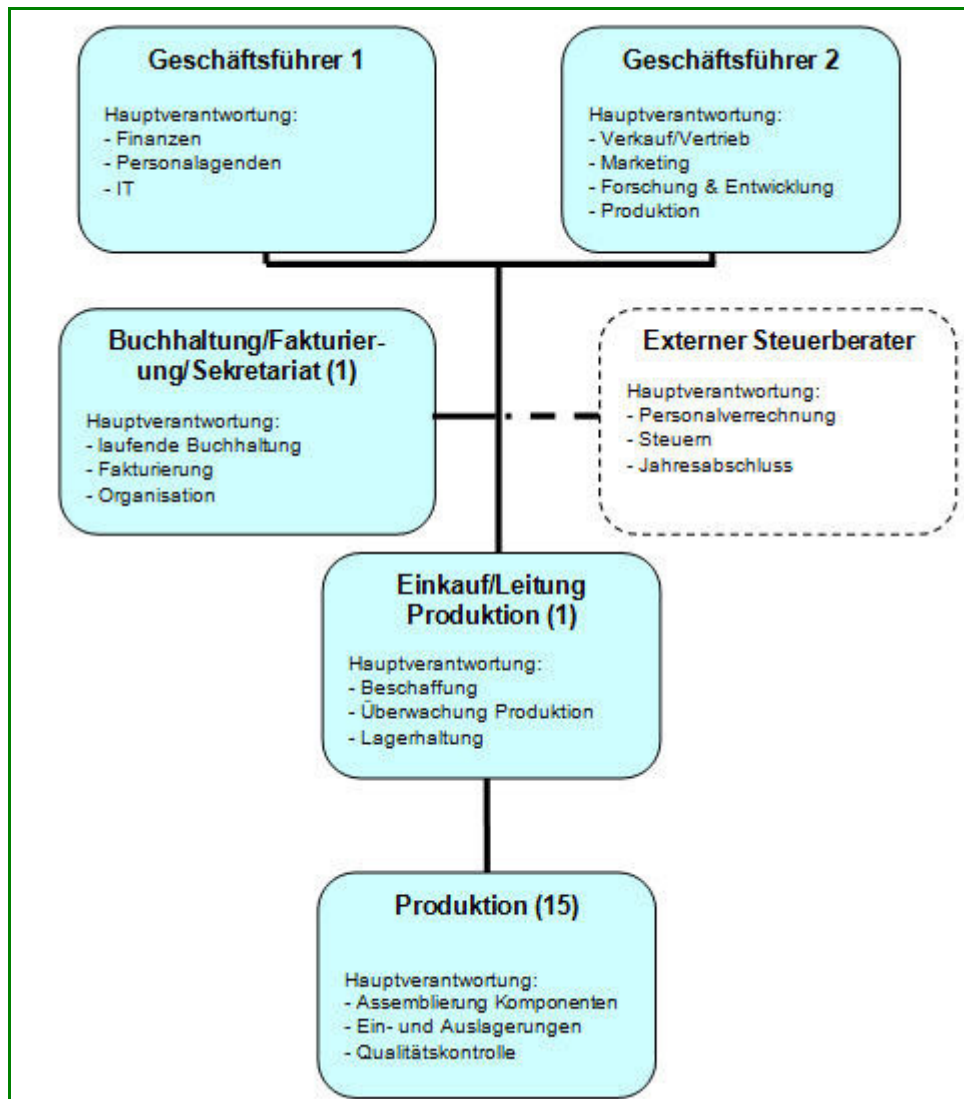 Geschäftsführer 1
Hauptverantwortung:
- Finanzen
- Personalagenden
- IT
Geschäftsführer 2
Hauptverantwortung:
- Verkauf/Vertrieb
- Marketing
- Forschung & Entwicklung
- Produktion
Buchhaltung/Fakturier-
ung/Sekretariat (1)
Hauptverantwortung:
- laufende Buchhaltung
- Fakturierung
- Organisation
Externer Steuerberater
Hauptverantwortung:
- Personalverrechnung
- Steuern
- Jahresabschluss
Einkauf/Leitung
Produktion (1)
Hauptverantwortung:
- Beschaffung
- Überwachung Produktion
- Lagerhaltung
Produktion (15)
Hauptverantwortung:
- Assemblierung Komponenten
- Ein- und Auslagerungen
- Qualitätskontrolle